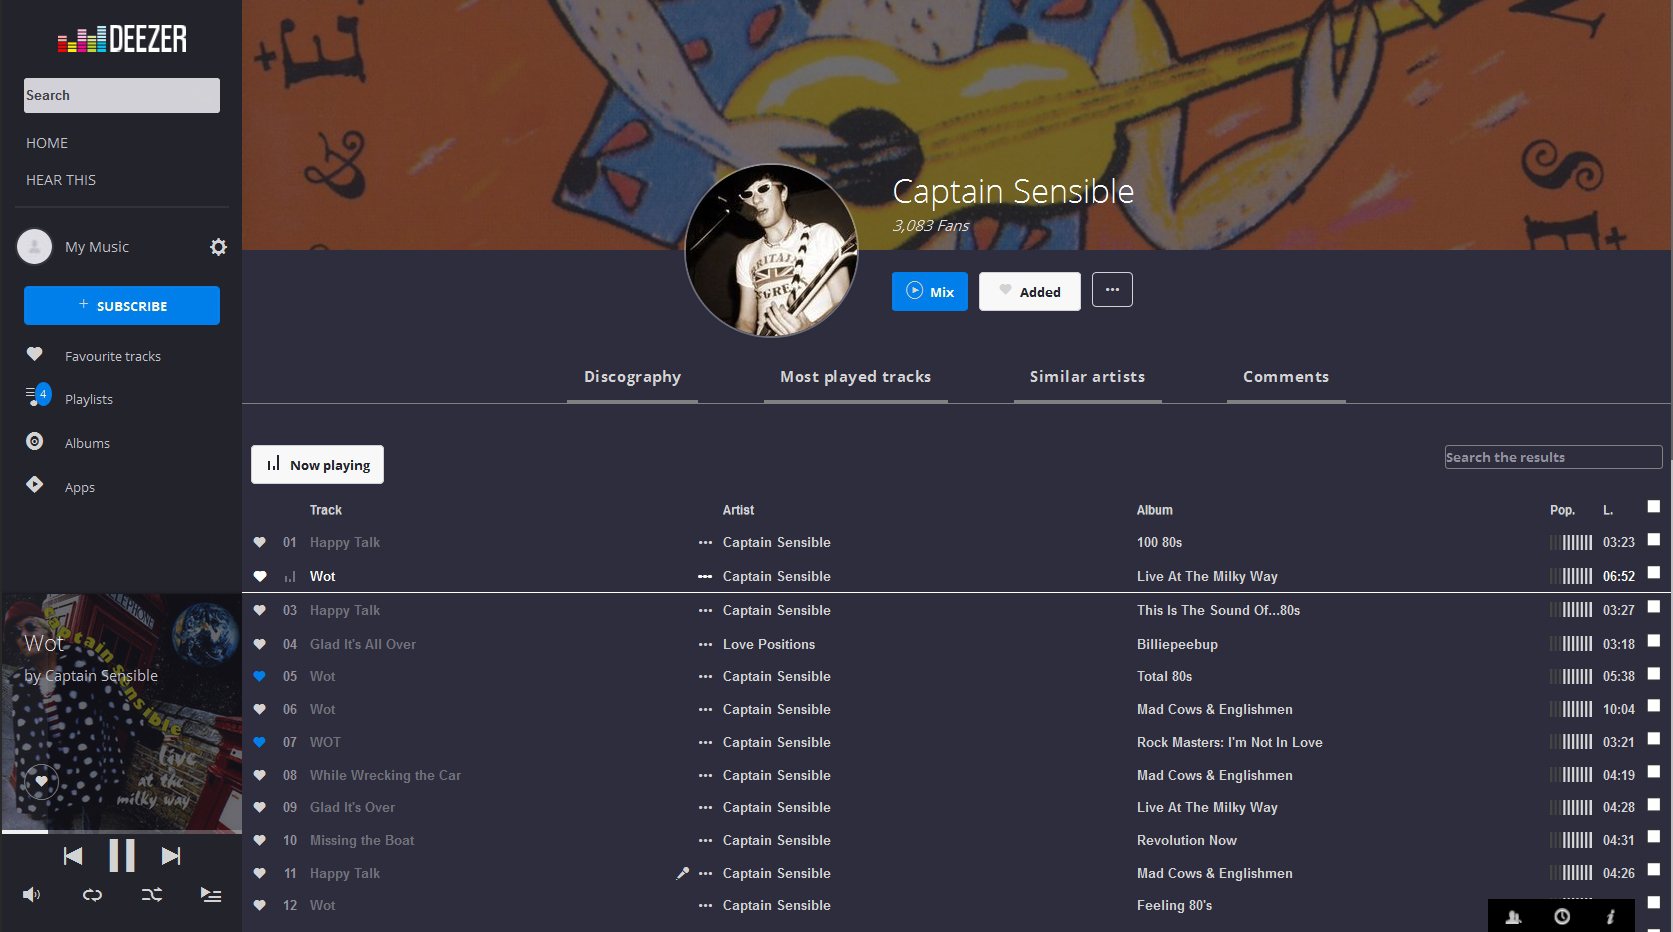 DEEZER
Search
HOME
HEAR THIS
My Music
+ SUBSCRIBE
Favourite tracks
4
Playlists
Albums
Apps
Wot
by Captain Sensible
TELEPHONE
Captain Sensible
Live
at the
milky way
Captain Sensible
3,083 Fans
Mix
Added
Discography
Most played tracks
Similar artists
Comments
Now playing
Search the results
Track Artist Album Pop. L.
01 Happy Talk Captain Sensible 100 80s 03:23
Wot Captain Sensible Live At The Milky Way 06:52
03 Happy Talk Captain Sensible This Is The Sound Of...80s 03:27
04 Glad It's All Over Love Positions Billiepeebup 03:18
05 Wot Captain Sensible Total 80s 05:38
06 Wot Captain Sensible Mad Cows & Englishmen 10:04
07 WOT Captain Sensible Rock Masters: I'm Not In Love 03:21
08 While Wrecking the Car Captain Sensible Mad Cows & Englishmen 04:19
09 Glad It's Over Captain Sensible Live At The Milky Way 04:28
10 Missing the Boat Captain Sensible Revolution Now 04:31
11 Happy Talk Captain Sensible Mad Cows & Englishmen 04:26
12 Wot Captain Sensible Feeling 80's